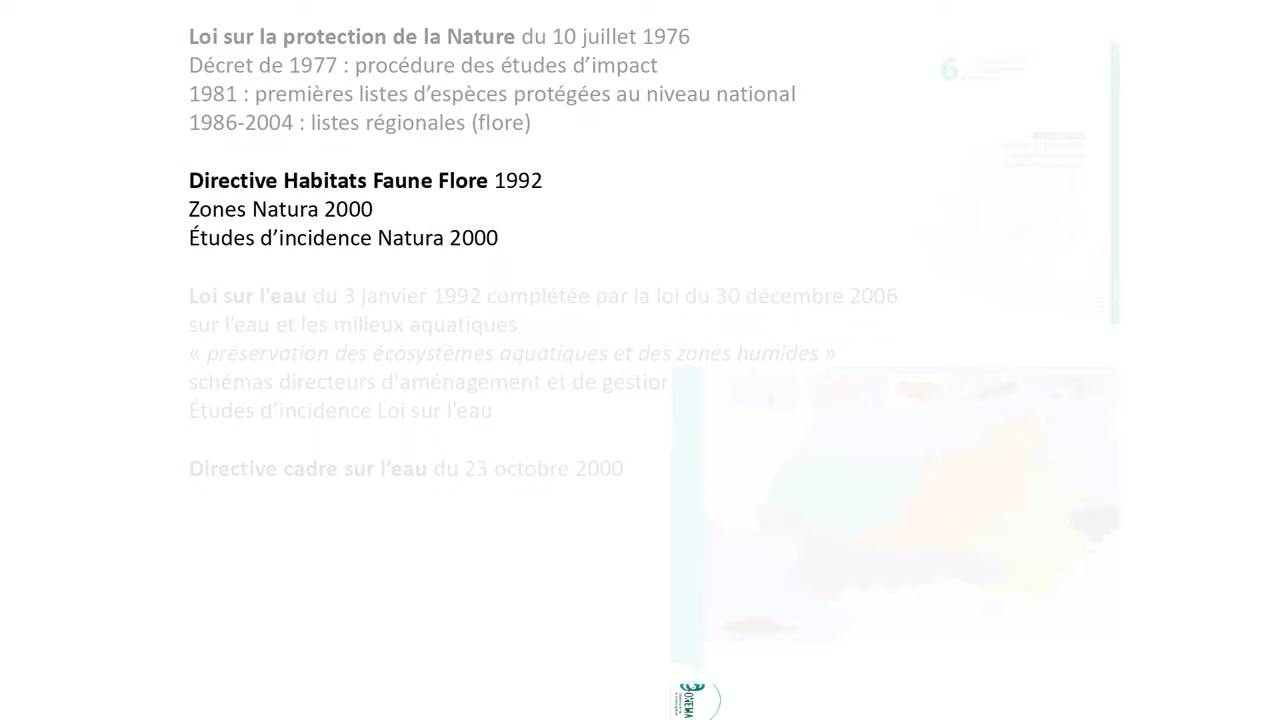 Loi sur la protection de la Nature du 10 juillet 1976
Décret de 1977 : procédure des études d’impact
1981 : premières listes d’espèces protégées au niveau national
1986-2004 : listes régionales (flore)
Directive Habitats Faune Flore 1992
Zones Natura 2000
Études d’incidence Natura 2000
Loi sur l’eau du 3 janvier 1992 complétée par la loi du 30 décembre 2006
sur l’eau et les milieux aquatiques
« préservation des écosystèmes aquatiques et des zones humides »
schémas directeurs d'aménagement et de gestion
Études d’incidence Loi sur l’eau
Directive cadre sur l’eau du 23 octobre 2000
6.
ONEMA